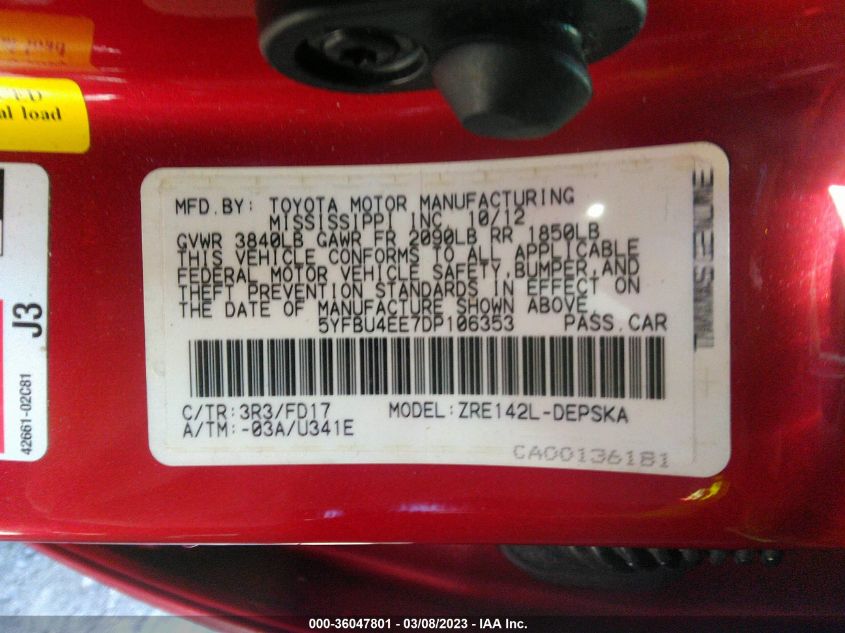 al load
J3
42661-02C81
MFD.BY: TOYOTA MOTOR MANUFACTURING
MISSISSIPPI INC. 10/12
GVWR 3840LB GAWR FR 2090LB RR 1850LB
THIS VEHICLE CONFORMS TO ALL APPLICABLE
FEDERAL MOTOR VEHICLE SAFETY,BUMPER,AND
THEFT PREVENTION STANDARDS IN EFFECT ON
THE DATE OF MANUFACTURE SHOWN ABOVE.
5YFBU4EE7DP106353 PASS.CAR
C/TR:3R3/FD17 MODEL:ZRE142L-DEPSKA
A/TM:-03A/U341E
CA00136181
000-36047801 - 03/08/2023 - IAA Inc.